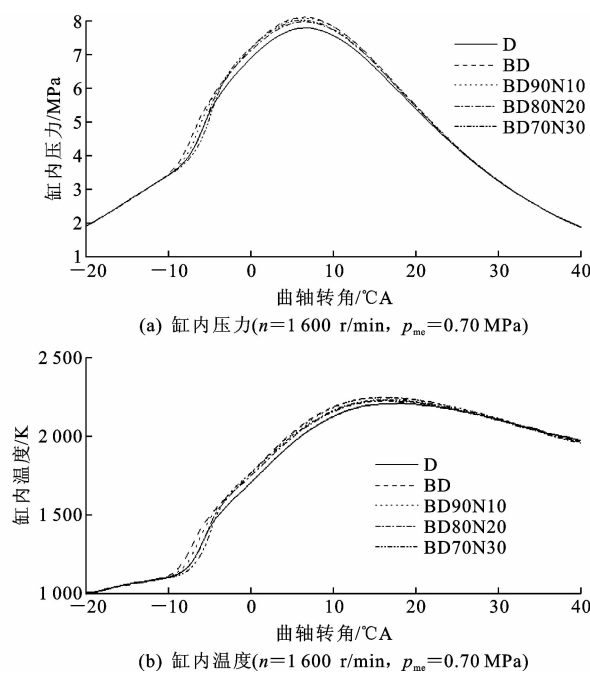 8
7
6
5
4
3
2
1
缸内压力/MPa
D
BD
BD90N10
BD80N20
BD70N30
−20 −10 0 10 20 30 40
曲轴转角/℃A
(a) 缸内压力(n=1 600 r/min, pme=0.70 MPa)
2 500
2 000
1 500
1 000
缸内温度/K
D
BD
BD90N10
BD80N20
BD70N30
−20 −10 0 10 20 30 40
曲轴转角/℃A
(b) 缸内温度(n=1 600 r/min, pme=0.70 MPa)